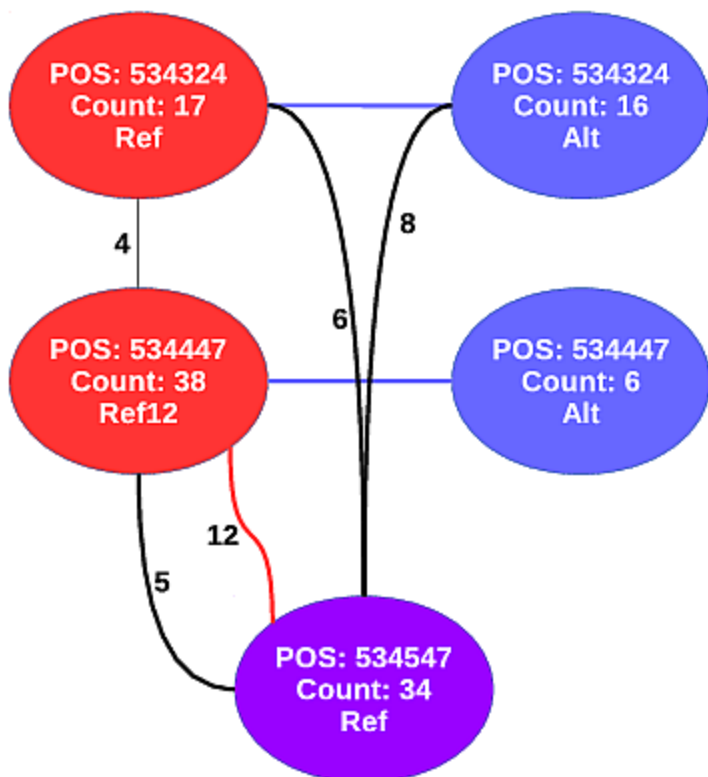 POS: 534324
Count: 17
Ref
POS: 534324
Count: 16
Alt
4
8
6
POS: 534447
Count: 38
Ref12
POS: 534447
Count: 6
Alt
12
5
POS: 534547
Count: 34
Ref